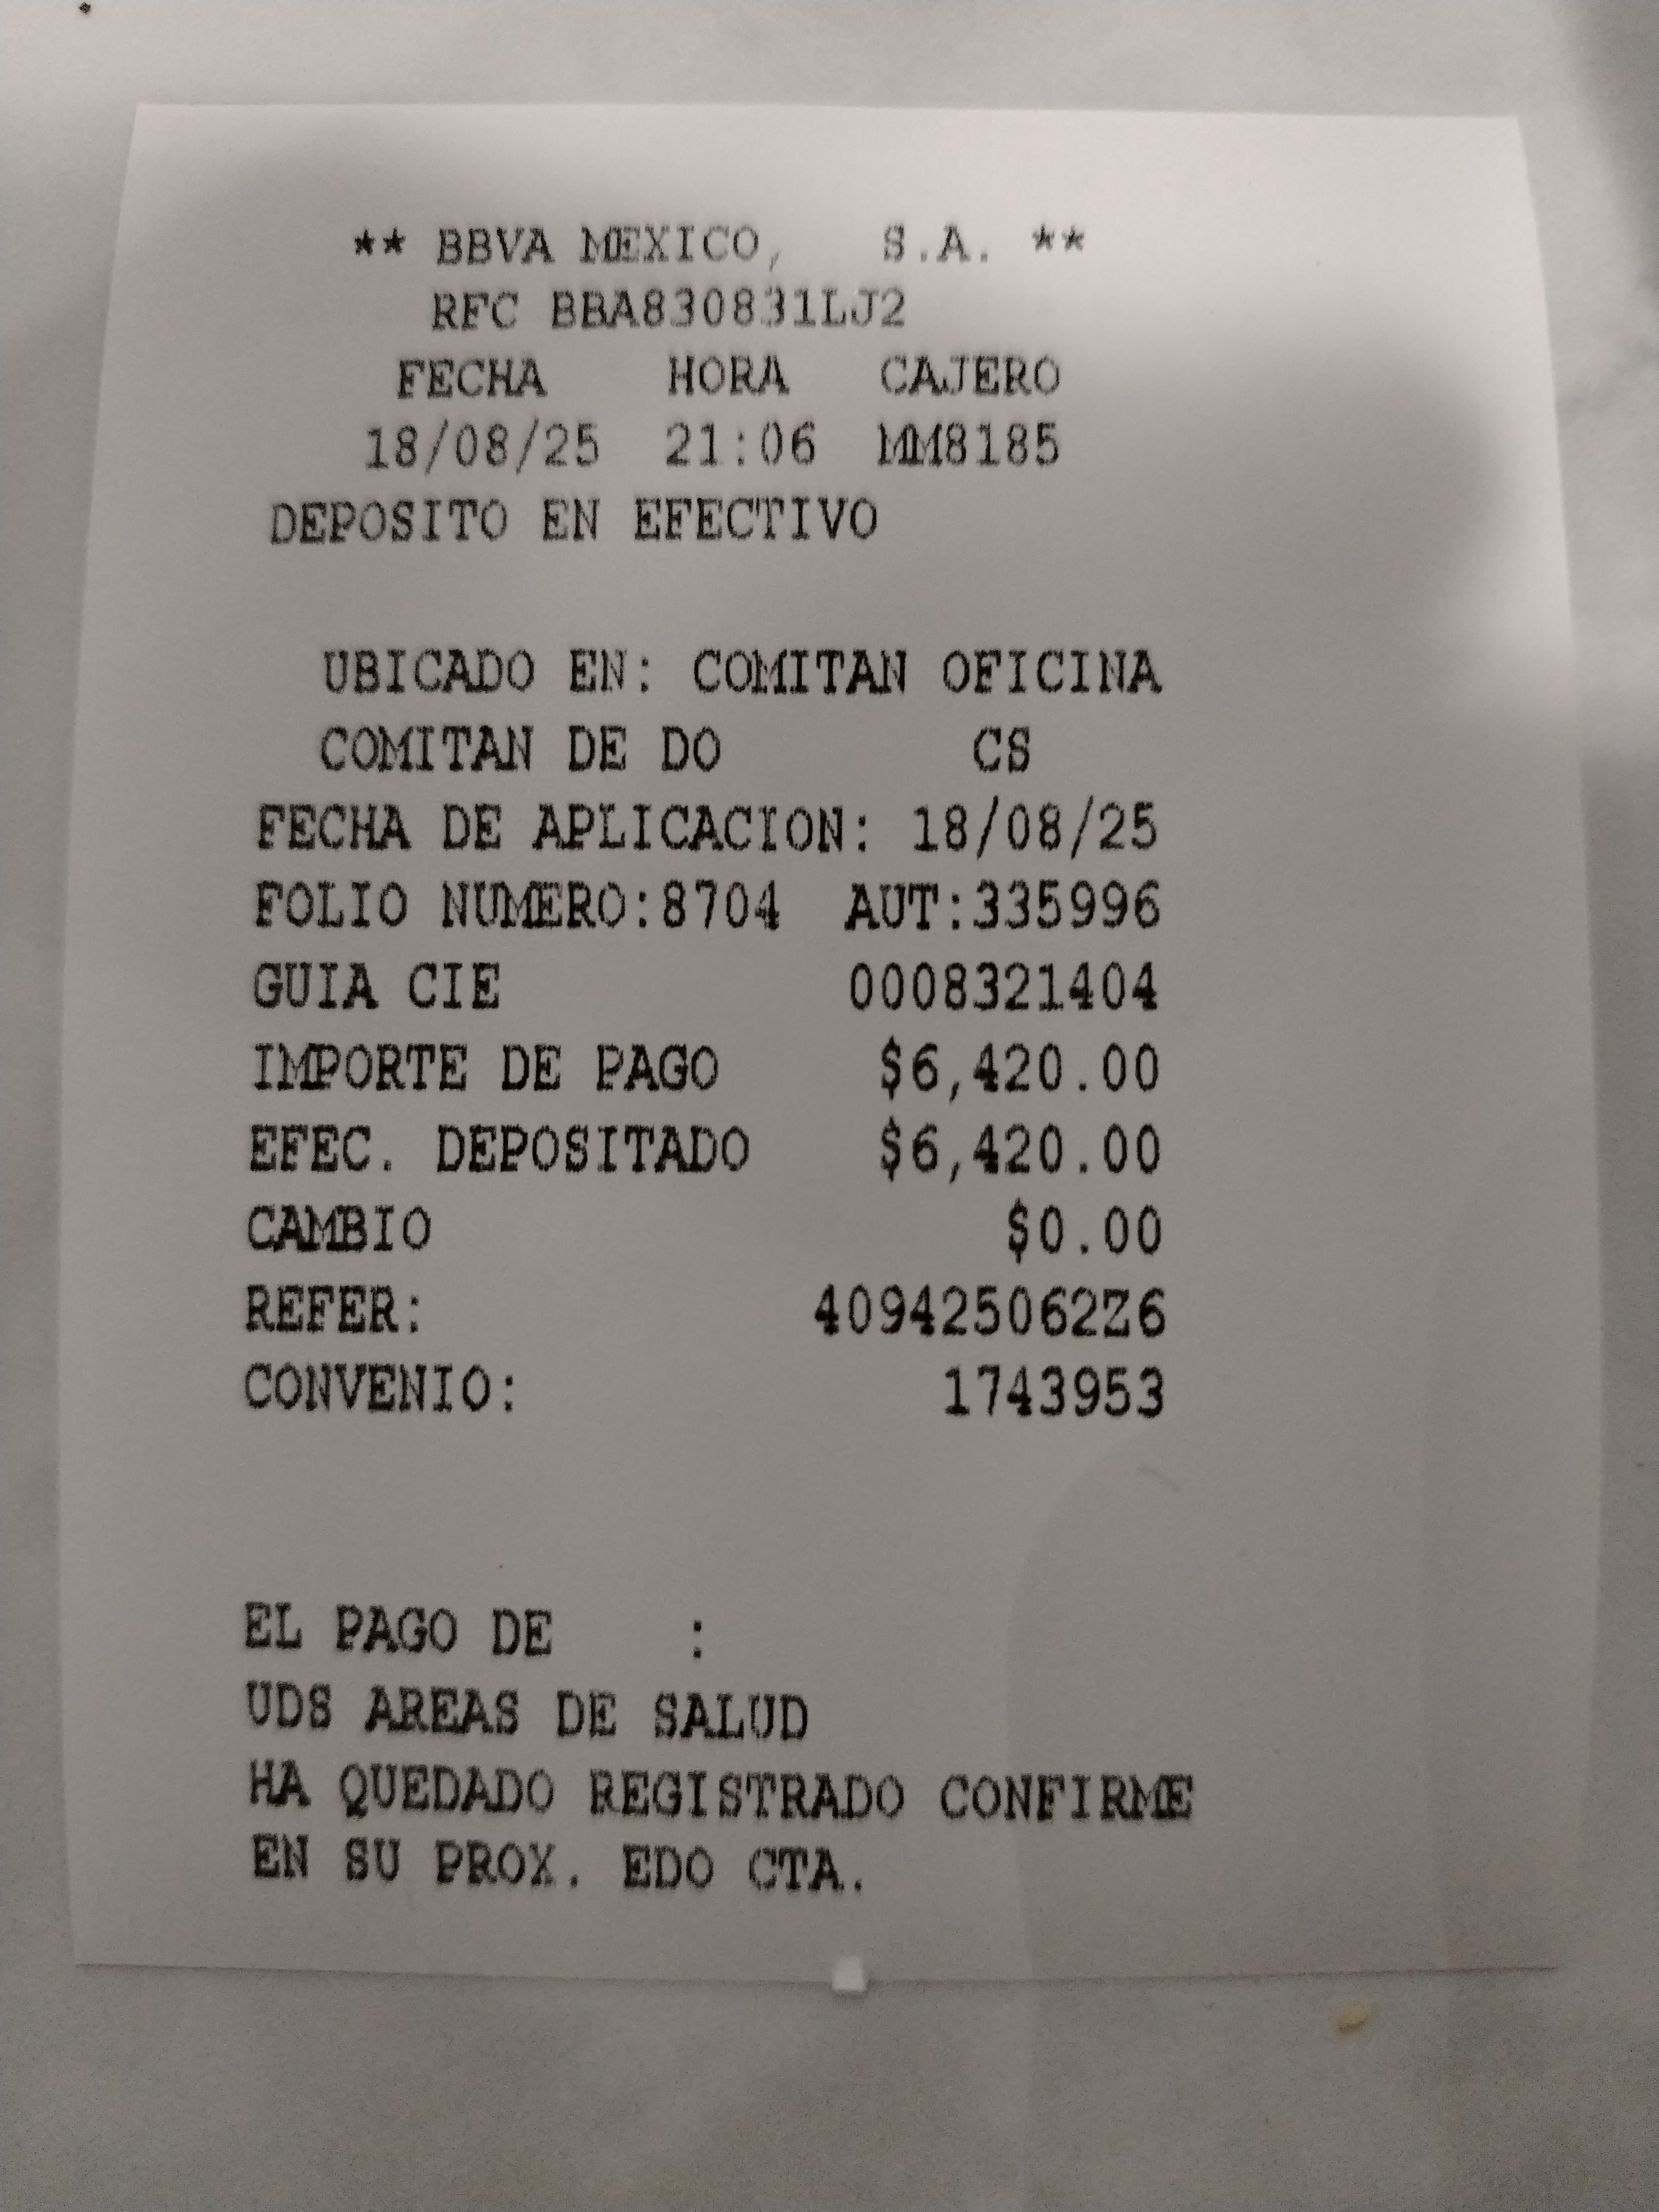 ** BBVA MEXICO, S.A. **
RFC BBA830831LJ2
FECHA HORA CAJERO
18/08/25 21:06 MM8185
DEPOSITO EN EFECTIVO
UBICADO EN: COMITAN OFICINA
COMITAN DE DO CS
FECHA DE APLICACION: 18/08/25
FOLIO NUMERO:8704 AUT:335996
GUIA CIE 0008321404
IMPORTE DE PAGO $6,420.00
EFEC. DEPOSITADO $6,420.00
CAMBIO $0.00
REFER: 409425062Z6
CONVENIO: 1743953
EL PAGO DE :
UDS AREAS DE SALUD
HA QUEDADO REGISTRADO CONFIRME
EN SU PROX. EDO CTA.